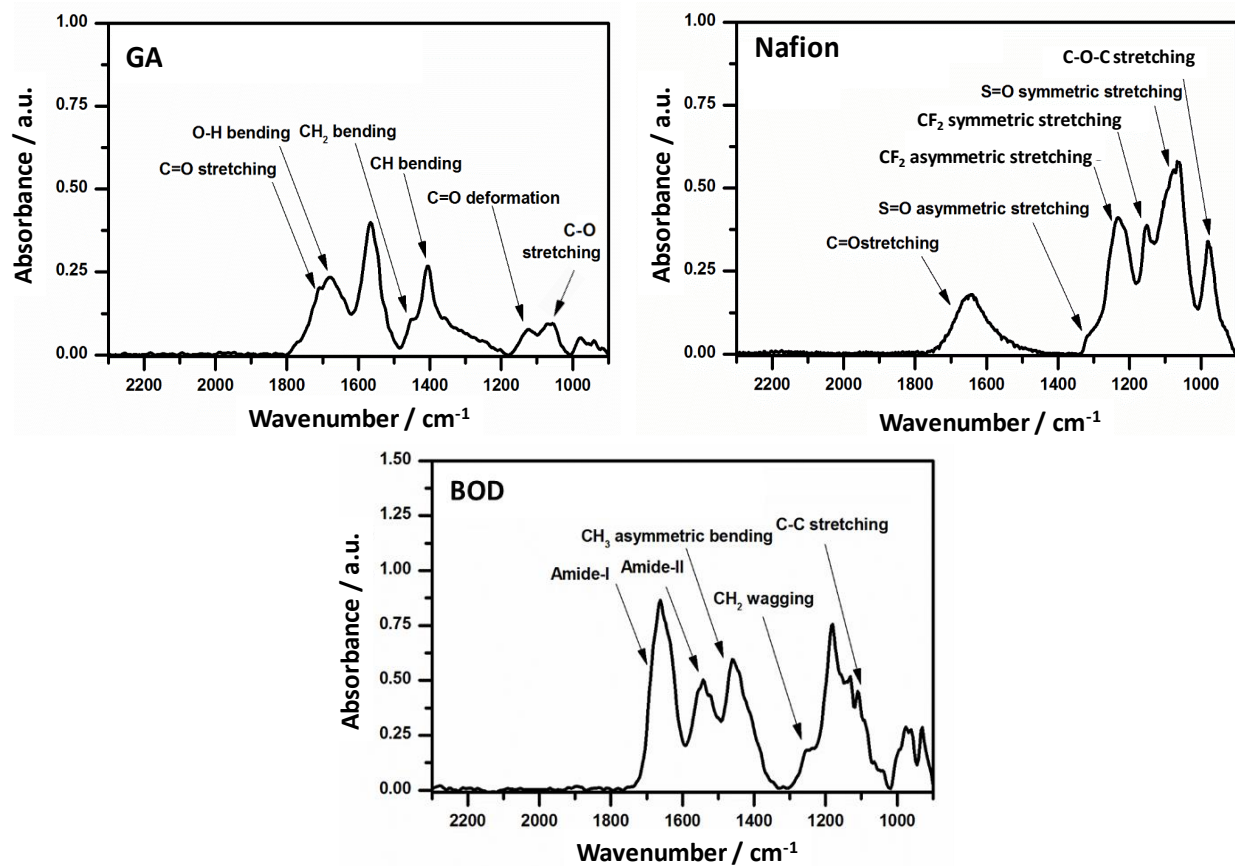 GA
Absorbance / a.u.
1.00
0.75
0.50
0.25
0.00
O-H bending
CH₂ bending
C=O stretching
CH bending
C=O deformation
C-O
stretching
2200 2000 1800 1600 1400 1200 1000
Wavenumber / cm⁻¹
Nafion
Absorbance / a.u.
1.00
0.75
0.50
0.25
0.00
C-O-C stretching
S=O symmetric stretching
CF₂ symmetric stretching
CF₂ asymmetric stretching
S=O asymmetric stretching
C=Ostretching
2200 2000 1800 1600 1400 1200 1000
Wavenumber / cm⁻¹
BOD
Absorbance / a.u.
1.50
1.25
1.00
0.75
0.50
0.25
0.00
C-C stretching
CH₃ asymmetric bending
Amide-I
Amide-II
CH₂ wagging
2200 2000 1800 1600 1400 1200 1000
Wavenumber / cm⁻¹